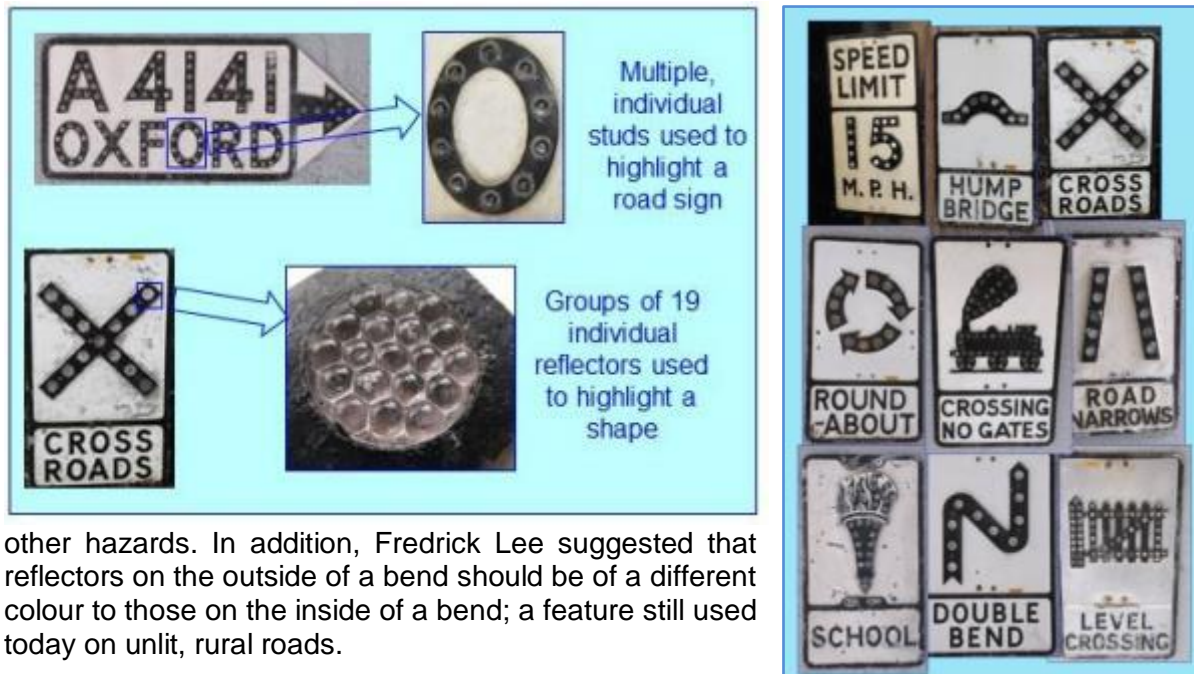 A 4141
OXFORD
Multiple,
individual
studs used to
highlight a
road sign
CROSS
ROADS
Groups of 19
individual
reflectors used
to highlight a
shape
other hazards. In addition, Fredrick Lee suggested that
reflectors on the outside of a bend should be of a different
colour to those on the inside of a bend; a feature still used
today on unlit, rural roads.
SPEED
LIMIT
15
M. P. H.
HUMP
BRIDGE
CROSS
ROADS
ROUND
-ABOUT
CROSSING
NO GATES
ROAD
NARROWS
SCHOOL
DOUBLE
BEND
LEVEL
CROSSING